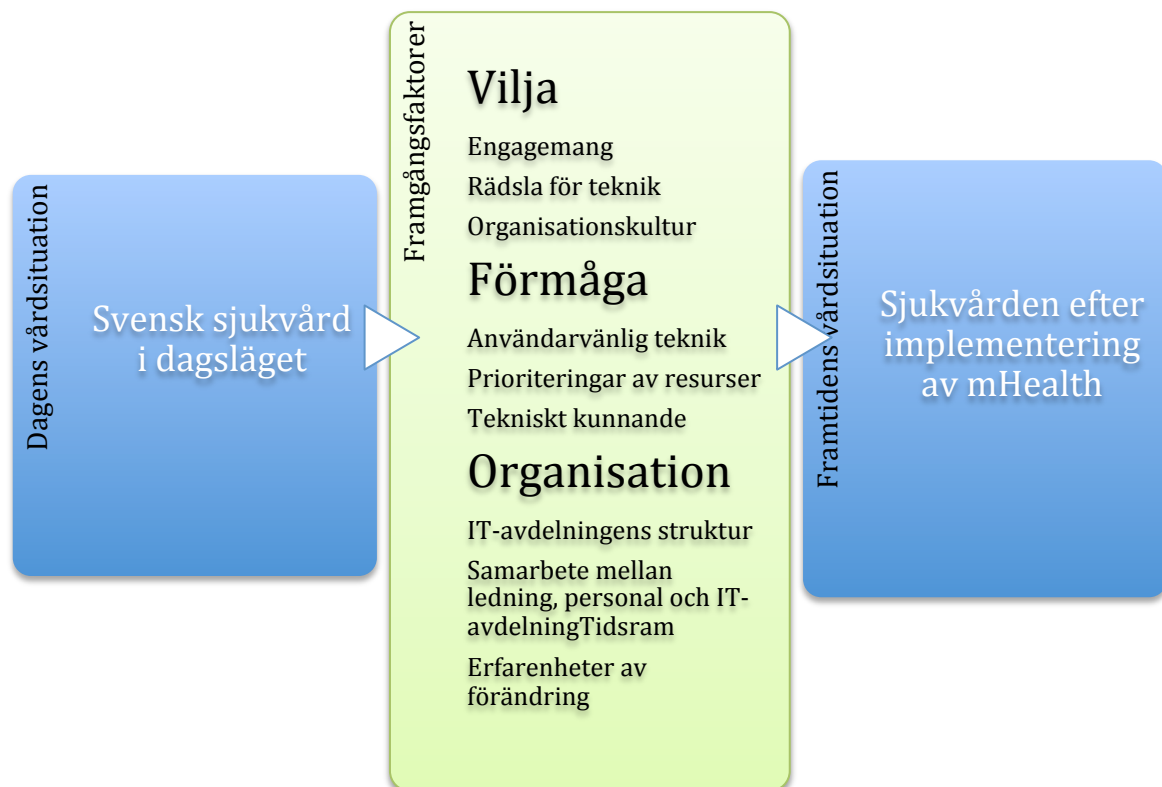 Dagens vårdsituation
Svensk sjukvård
i dagsläget
Framgångsfaktorer
Vilja
Engagemang
Rädsla för teknik
Organisationskultur
Förmåga
Användarvänlig teknik
Prioriteringar av resurser
Tekniskt kunnande
Organisation
IT-avdelningens struktur
Samarbete mellan
ledning, personal och IT-
avdelningTidsram
Erfarenheter av
förändring
Framtidens vårdsituation
Sjukvården efter
implementering
av mHealth